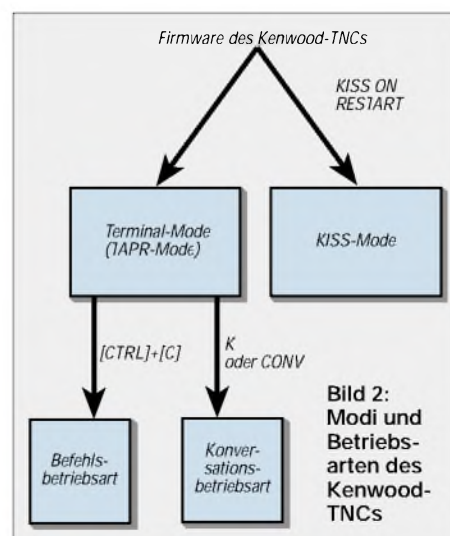 Firmware des Kenwood-TNCs
KISS ON
RESTART
Terminal-Mode
(TAPR-Mode)
KISS-Mode
[CTRL]+[C]
K
oder CONV
Befehls-
betriebsart
Konver-
sations-
betriebsart
Bild 2:
Modi und
Betriebs-
arten des
Kenwood-
TNCs